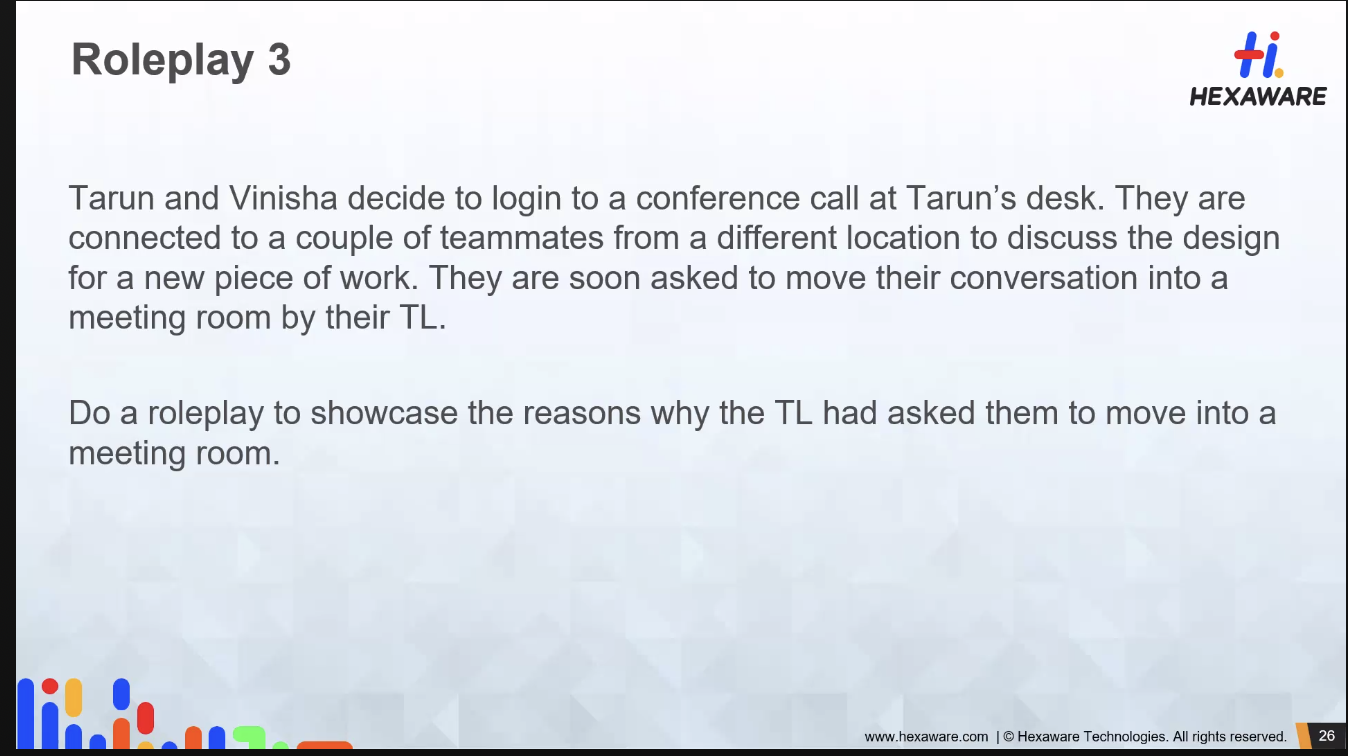 Roleplay 3
HEXAWARE
Tarun and Vinisha decide to login to a conference call at Tarun’s desk. They are
connected to a couple of teammates from a different location to discuss the design
for a new piece of work. They are soon asked to move their conversation into a
meeting room by their TL.
Do a roleplay to showcase the reasons why the TL had asked them to move into a
meeting room.
www.hexaware.com | © Hexaware Technologies. All rights reserved. 26